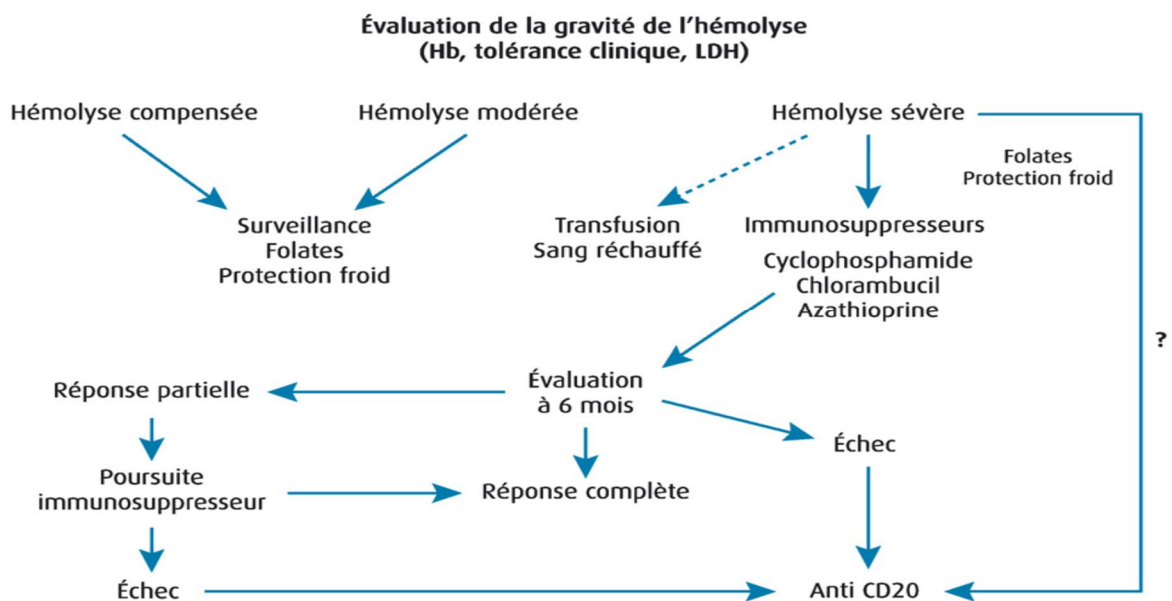 Évaluation de la gravité de l'hémolyse
(Hb, tolérance clinique, LDH)
Hémolyse compensée
Hémolyse modérée
Hémolyse sévère
Folates
Protection froid
Surveillance
Folates
Protection froid
Transfusion
Sang réchauffé
Immunosuppresseurs
Cyclophosphamide
Chlorambucil
Azathioprine
?
Réponse partielle
Évaluation
à 6 mois
Échec
Poursuite
immunosuppresseur
Réponse complète
Échec
Anti CD20